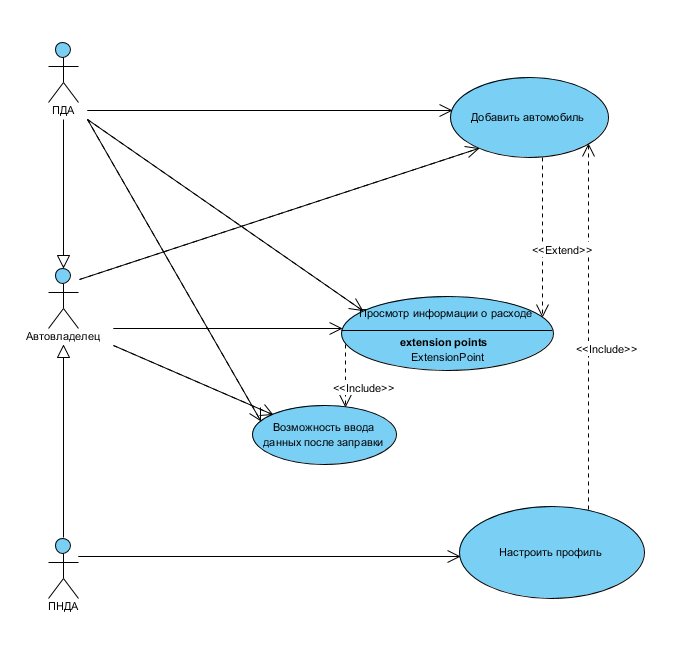 ПДА
Добавить автомобиль
<<Extend>>
Автовладелец
Просмотр информации о расходе
extension points
ExtensionPoint
<<Include>>
<<Include>>
Возможность ввода
данных после заправки
Настроить профиль
ПНДА